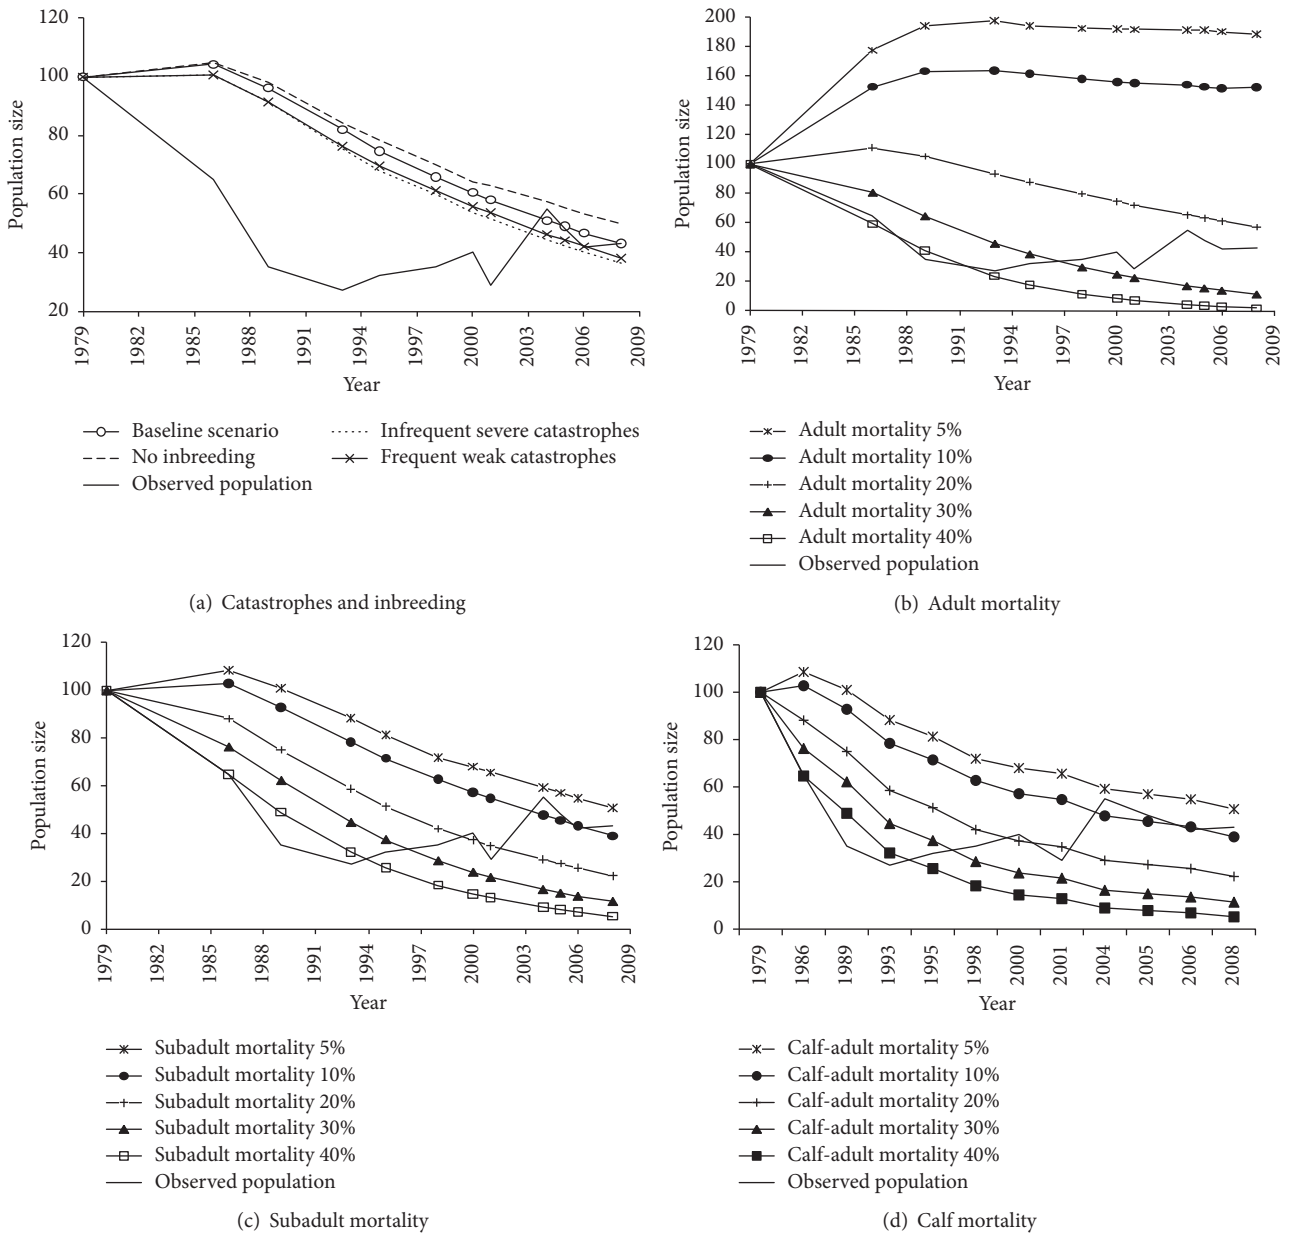 120
100
80
60
40
20
Population size
1979
1982
1985
1988
1991
1994
1997
2000
2003
2006
2009
Year
Baseline scenario
No inbreeding
Observed population
Infrequent severe catastrophes
Frequent weak catastrophes
(a) Catastrophes and inbreeding
200
180
160
140
120
100
80
60
40
20
0
Population size
1979
1982
1985
1988
1991
1994
1997
2000
2003
2006
2009
Year
Adult mortality 5%
Adult mortality 10%
Adult mortality 20%
Adult mortality 30%
Adult mortality 40%
Observed population
(b) Adult mortality
120
100
80
60
40
20
0
Population size
1979
1982
1985
1988
1991
1994
1997
2000
2003
2006
2009
Year
Subadult mortality 5%
Subadult mortality 10%
Subadult mortality 20%
Subadult mortality 30%
Subadult mortality 40%
Observed population
(c) Subadult mortality
120
100
80
60
40
20
0
Population size
1979
1986
1989
1993
1995
1998
2000
2001
2004
2005
2006
2008
Year
Calf-adult mortality 5%
Calf-adult mortality 10%
Calf-adult mortality 20%
Calf-adult mortality 30%
Calf-adult mortality 40%
Observed population
(d) Calf mortality